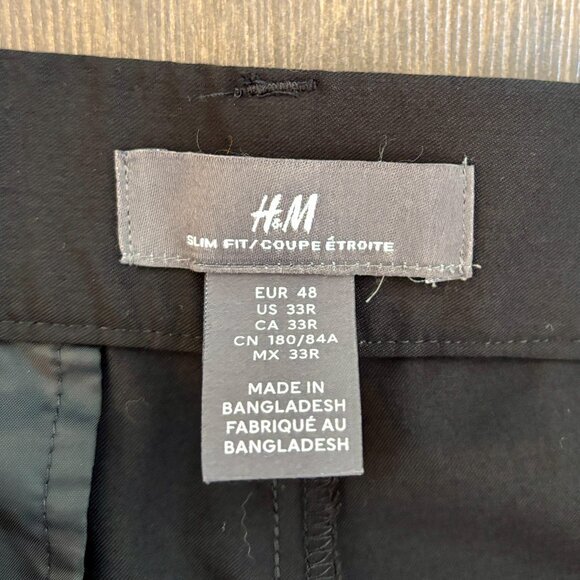 H&M
SLIM FIT/COUPE ÉTROITE
EUR 48
US 33R
CA 33R
CN 180/84A
MX 33R
MADE IN
BANGLADESH
FABRIQUÉ AU
BANGLADESH